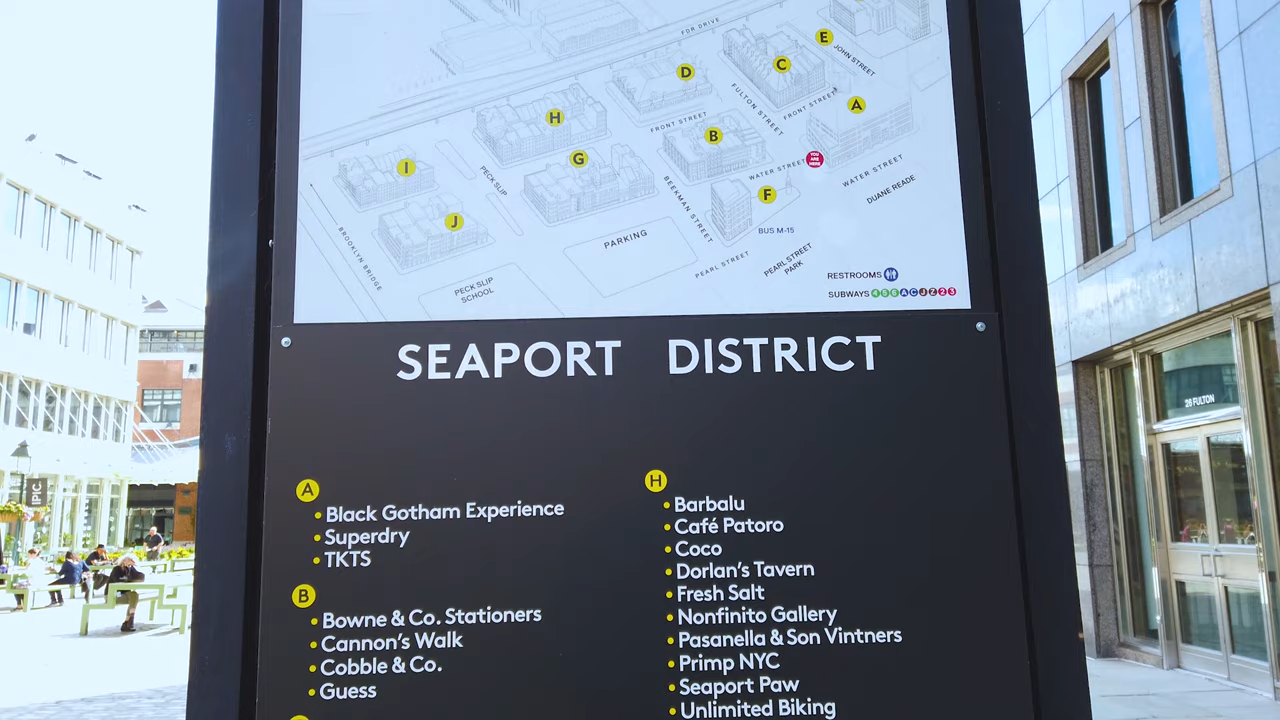 FDR DRIVE
E
JOHN STREET
C
D
FULTON STREET
FRONT STREET
A
H
FRONT STREET
B
G
I
YOU
ARE
HERE
WATER STREET
WATER STREET
PECK SLIP
BEEKMAN STREET
F
DUANE READE
J
BUS M-15
BROOKLYN BRIDGE
PARKING
PEARL STREET
PEARL STREET
PARK
PECK SLIP
SCHOOL
RESTROOMS
SUBWAYS 4 5 6 A C J Z 2 3
SEAPORT DISTRICT
A
Black Gotham Experience
Superdry
TKTS
B
Bowne & Co. Stationers
Cannon's Walk
Cobble & Co.
Guess
H
Barbalu
Café Patoro
Coco
Dorlan's Tavern
Fresh Salt
Nonfinito Gallery
Pasanella & Son Vintners
Primp NYC
Seaport Paw
Unlimited Biking
26 FULTON
IPIC